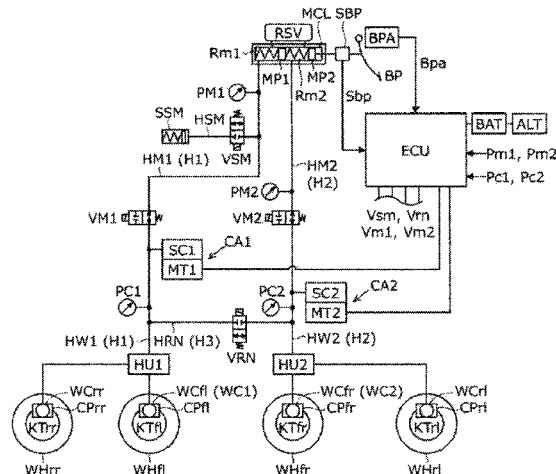 MCL SBP
RSV
BPA
Rm1
MP1
MP2
BP
Bpa
Rm2
PM1
Sbp
SSM
HSM
BAT
ALT
ECU
VSM
HM1 (H1)
HM2
(H2)
Pm1, Pm2
Pc1, Pc2
PM2
Vsm, Vrn
Vm1, Vm2
VM1
VM2
CA1
SC1
MT1
PC1
PC2
SC2
MT2
CA2
HW1 (H1)
HRN (H3)
VRN
HW2 (H2)
HU1
HU2
WCrr
CPrr
KTrr
WHrr
WCfl (WC1)
CPfl
KTfl
WHfl
WCfr (WC2)
CPfr
KTfr
WHfr
WCrl
CPrl
KTrl
WHrl